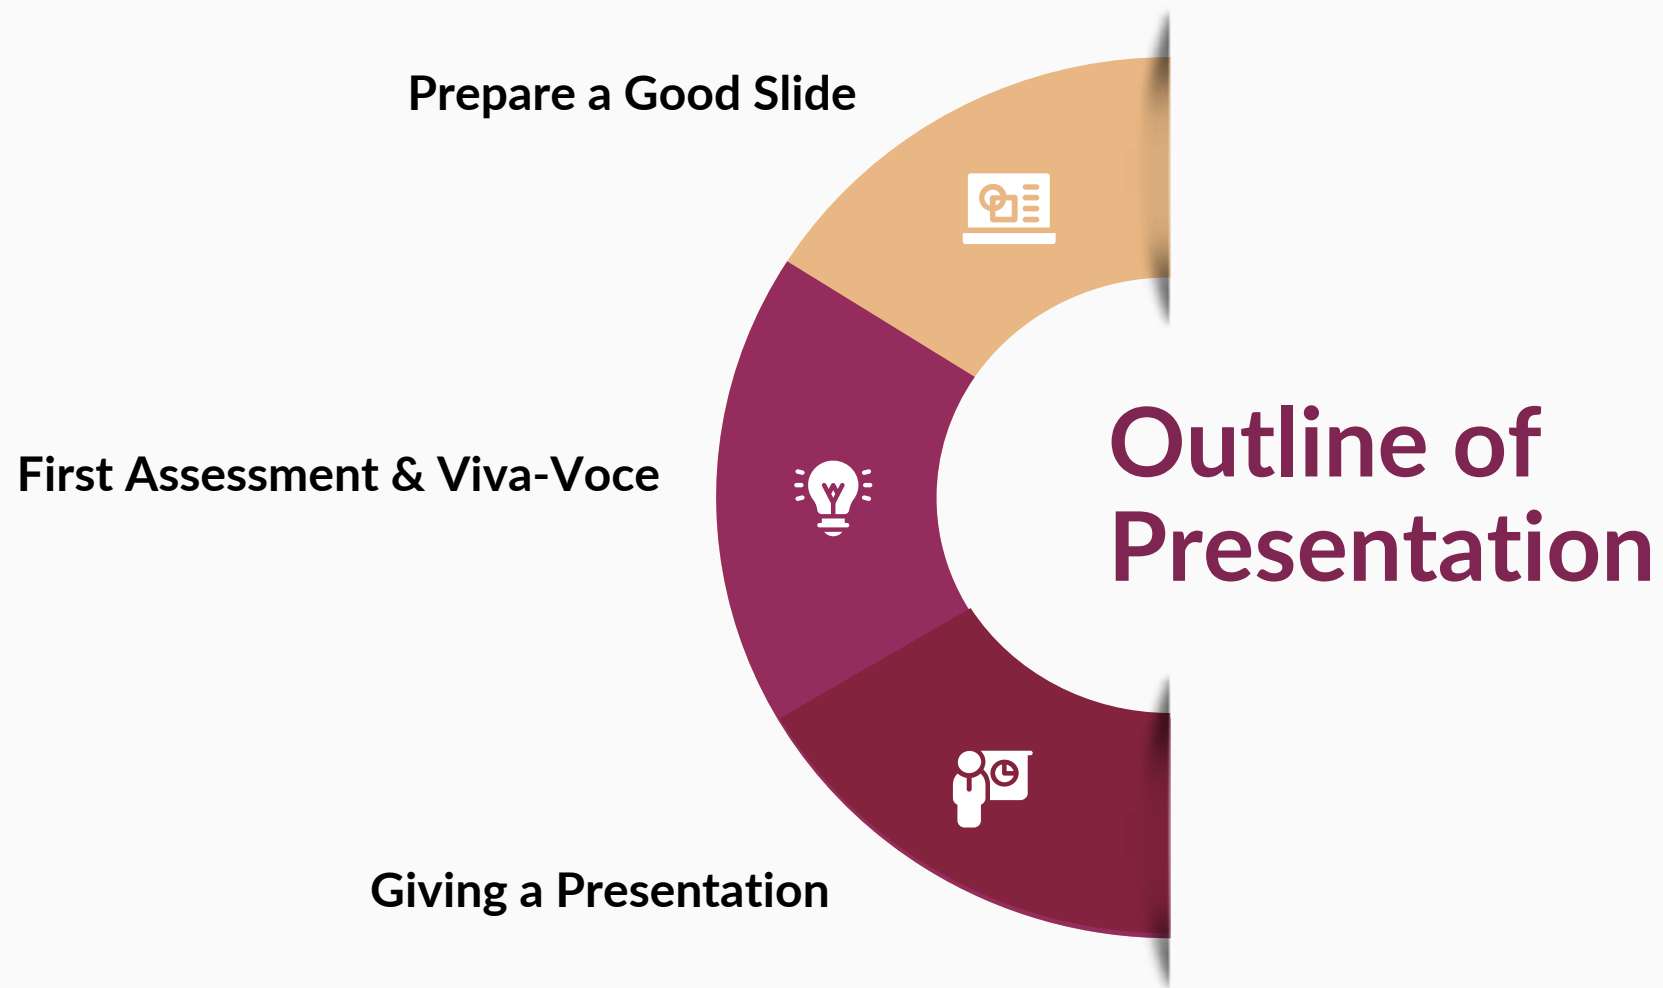 Prepare a Good Slide
First Assessment & Viva-Voce
Outline of
Presentation
Giving a Presentation